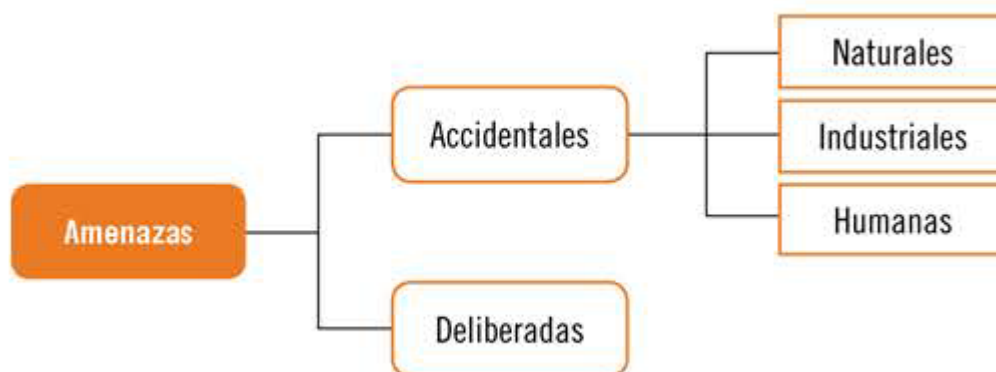 Amenazas
Accidentales
Naturales
Industriales
Humanas
Deliberadas